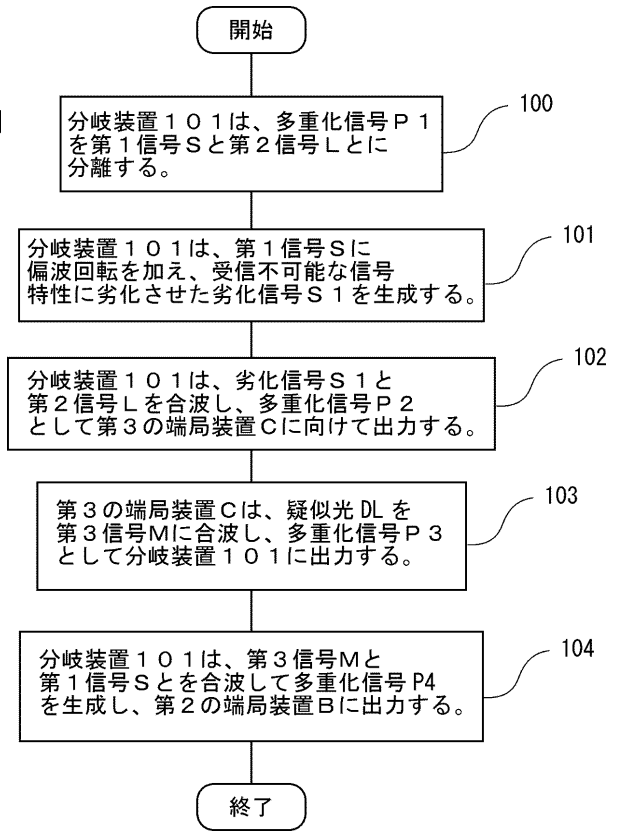 開始
分岐装置１０１は、多重化信号Ｐ１
を第１信号Ｓと第２信号Ｌとに
分離する。
100
分岐装置１０１は、第１信号Ｓに
偏波回転を加え、受信不可能な信号
特性に劣化させた劣化信号Ｓ１を生成する。
101
分岐装置１０１は、劣化信号Ｓ１と
第２信号Ｌを合波し、多重化信号Ｐ２
として第３の端局装置Ｃに向けて出力する。
102
第３の端局装置Ｃは、疑似光DLを
第３信号Ｍに合波し、多重化信号Ｐ３
として分岐装置１０１に出力する。
103
分岐装置１０１は、第３信号Ｍと
第１信号Ｓとを合波して多重化信号P4
を生成し、第２の端局装置Ｂに出力する。
104
終了